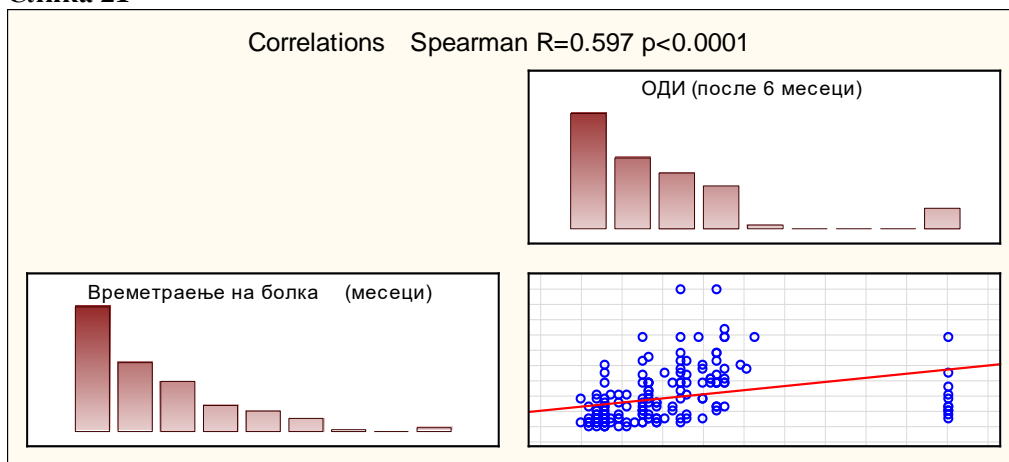 Correlations Spearman R=0.597 p<0.0001
ОДИ (после 6 месеци)
Времетраење на болка (месеци)